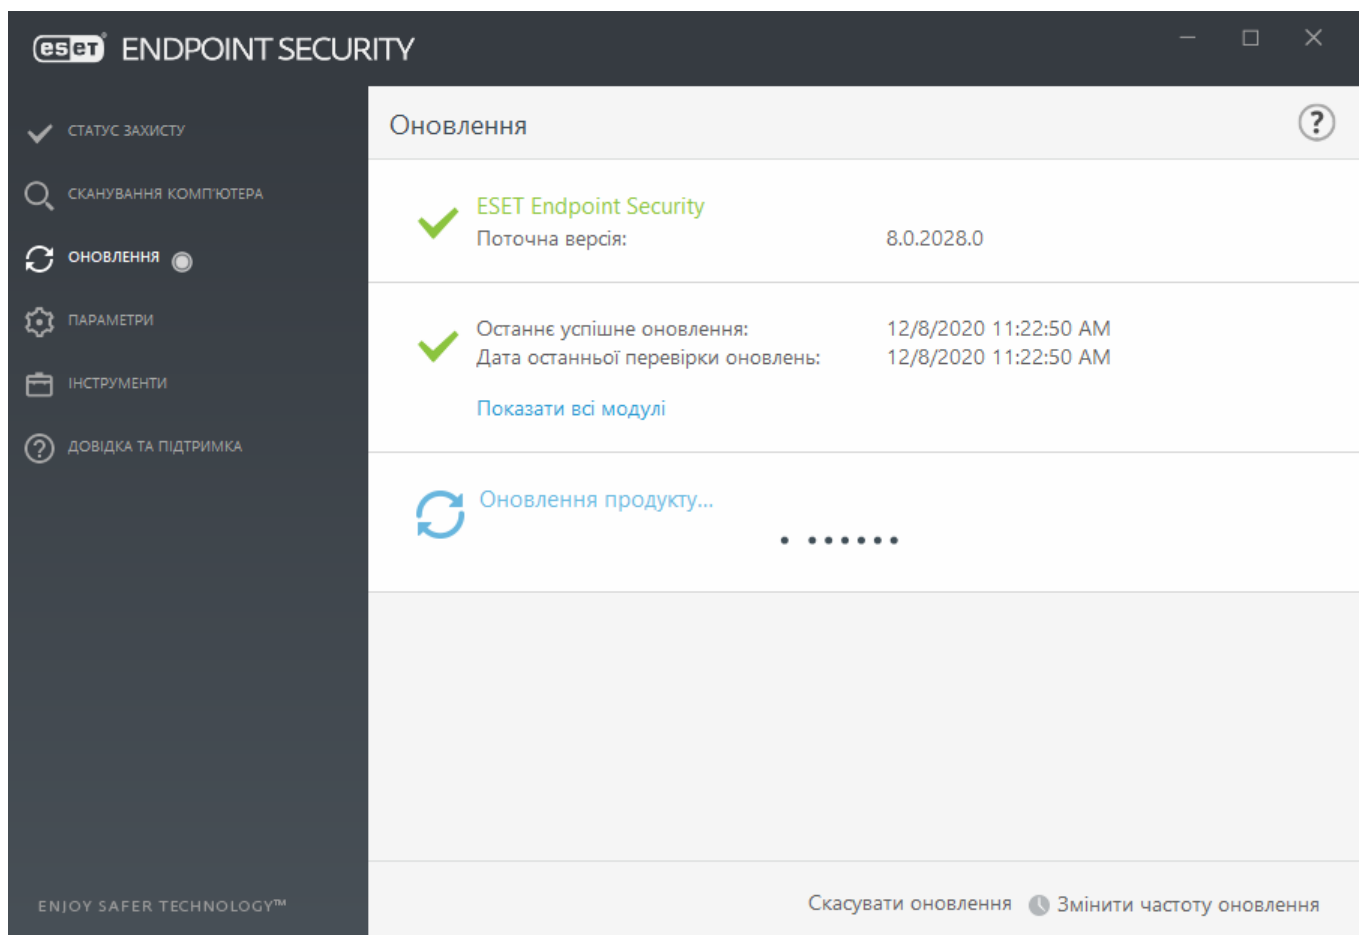 eset ENDPOINT SECURITY
СТАТУС ЗАХИСТУ
СКАНУВАННЯ КОМП'ЮТЕРА
ОНОВЛЕННЯ
ПАРАМЕТРИ
ІНСТРУМЕНТИ
ДОВІДКА ТА ПІДТРИМКА
ENJOY SAFER TECHNOLOGY™
Оновлення
?
ESET Endpoint Security
Поточна версія: 8.0.2028.0
Останнє успішне оновлення: 12/8/2020 11:22:50 AM
Дата останньої перевірки оновлень: 12/8/2020 11:22:50 AM
Показати всі модулі
Оновлення продукту...
Скасувати оновлення Змінити частоту оновлення